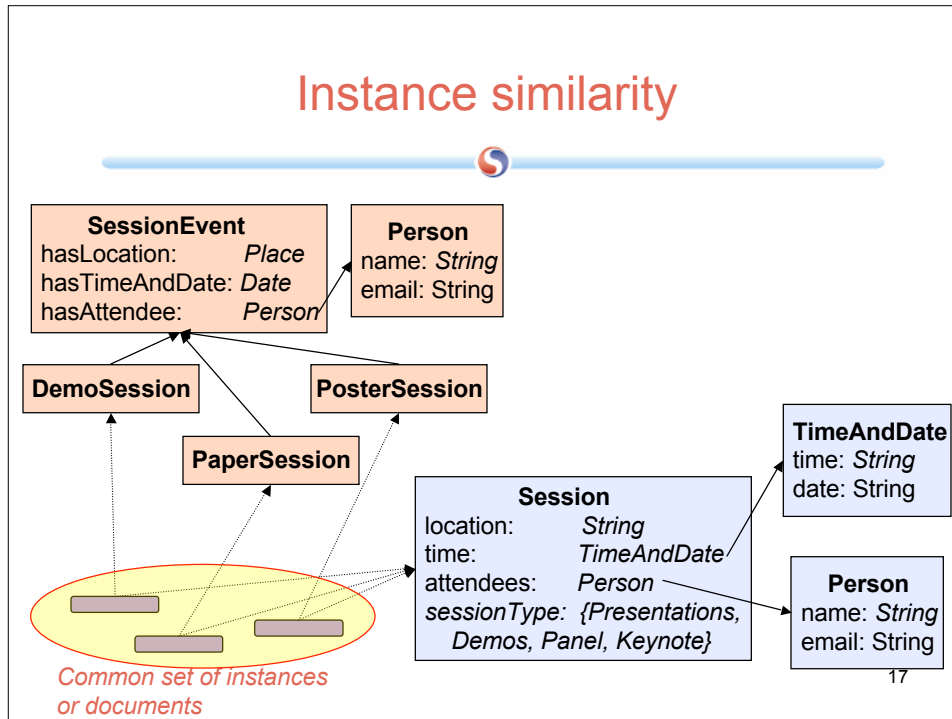 Instance similarity
SessionEvent
hasLocation: Place
hasTimeAndDate: Date
hasAttendee: Person
Person
name: String
email: String
DemoSession
PosterSession
PaperSession
TimeAndDate
time: String
date: String
Session
location: String
time: TimeAndDate
attendees: Person
sessionType: {Presentations,
Demos, Panel, Keynote}
Person
name: String
email: String
Common set of instances
or documents
17